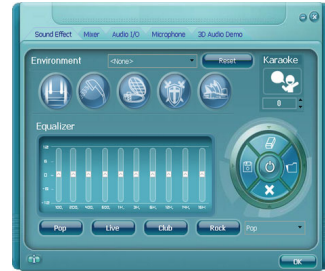 Sound Effect Mixer Audio I/O Microphone 3D Audio Demo
Environment <None> Reset Karaoke
0
Equalizer
Pop Live Club Rock Pop
OK